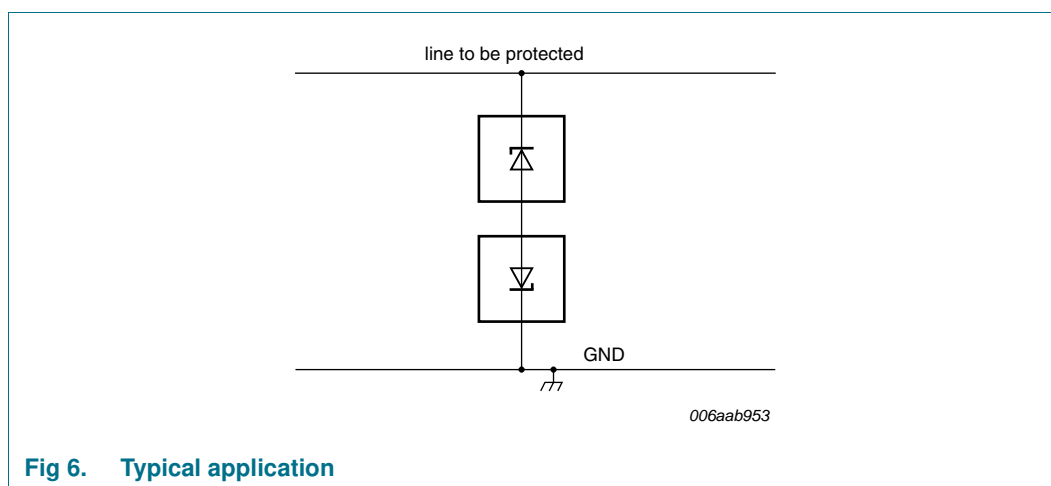 line to be protected
GND
006aab953
Fig 6. Typical application